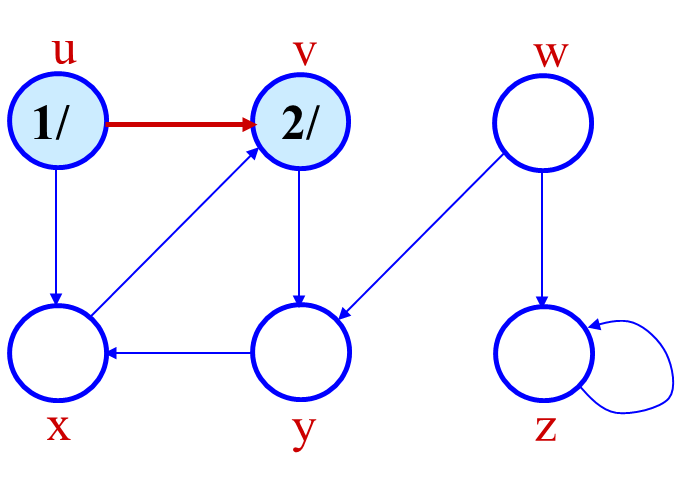 u v w
1/ 2/
x y z